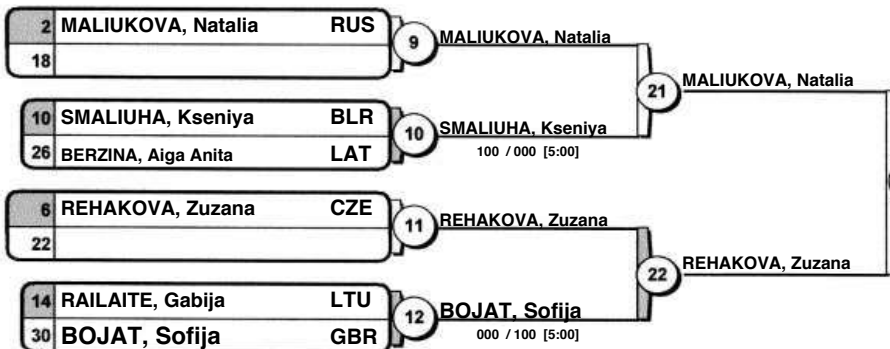 2 MALIUKOVA, Natalia RUS
18
9
MALIUKOVA, Natalia
10 SMALIUHA, Kseniya BLR
26 BERZINA, Aiga Anita LAT
10
SMALIUHA, Kseniya
100 / 000 [5:00]
21
MALIUKOVA, Natalia
6 REHAKOVA, Zuzana CZE
22
11
REHAKOVA, Zuzana
14 RAILAITE, Gabija LTU
30 BOJAT, Sofija GBR
12
BOJAT, Sofija
000 / 100 [5:00]
22
REHAKOVA, Zuzana